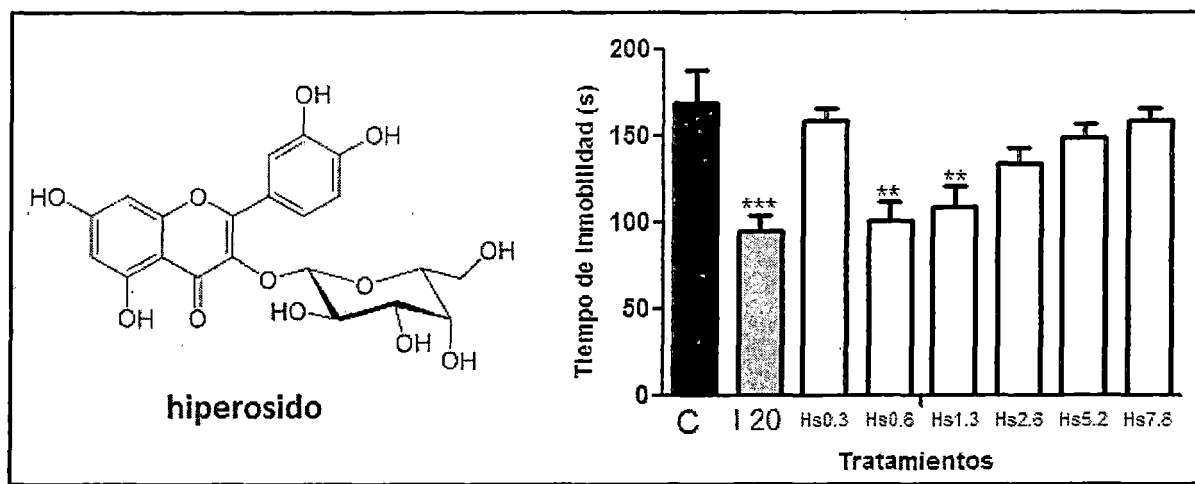 OH
HO
OH
HO
O
OH
O
O
O
OH
HO
OH
OH
hiperosido
Tiempo de Inmobilidad (s)
200
150
100
50
0
***
**
**
C I 20 Hs0.3 Hs0.6 Hs1.3 Hs2.6 Hs5.2 Hs7.8
Tratamientos